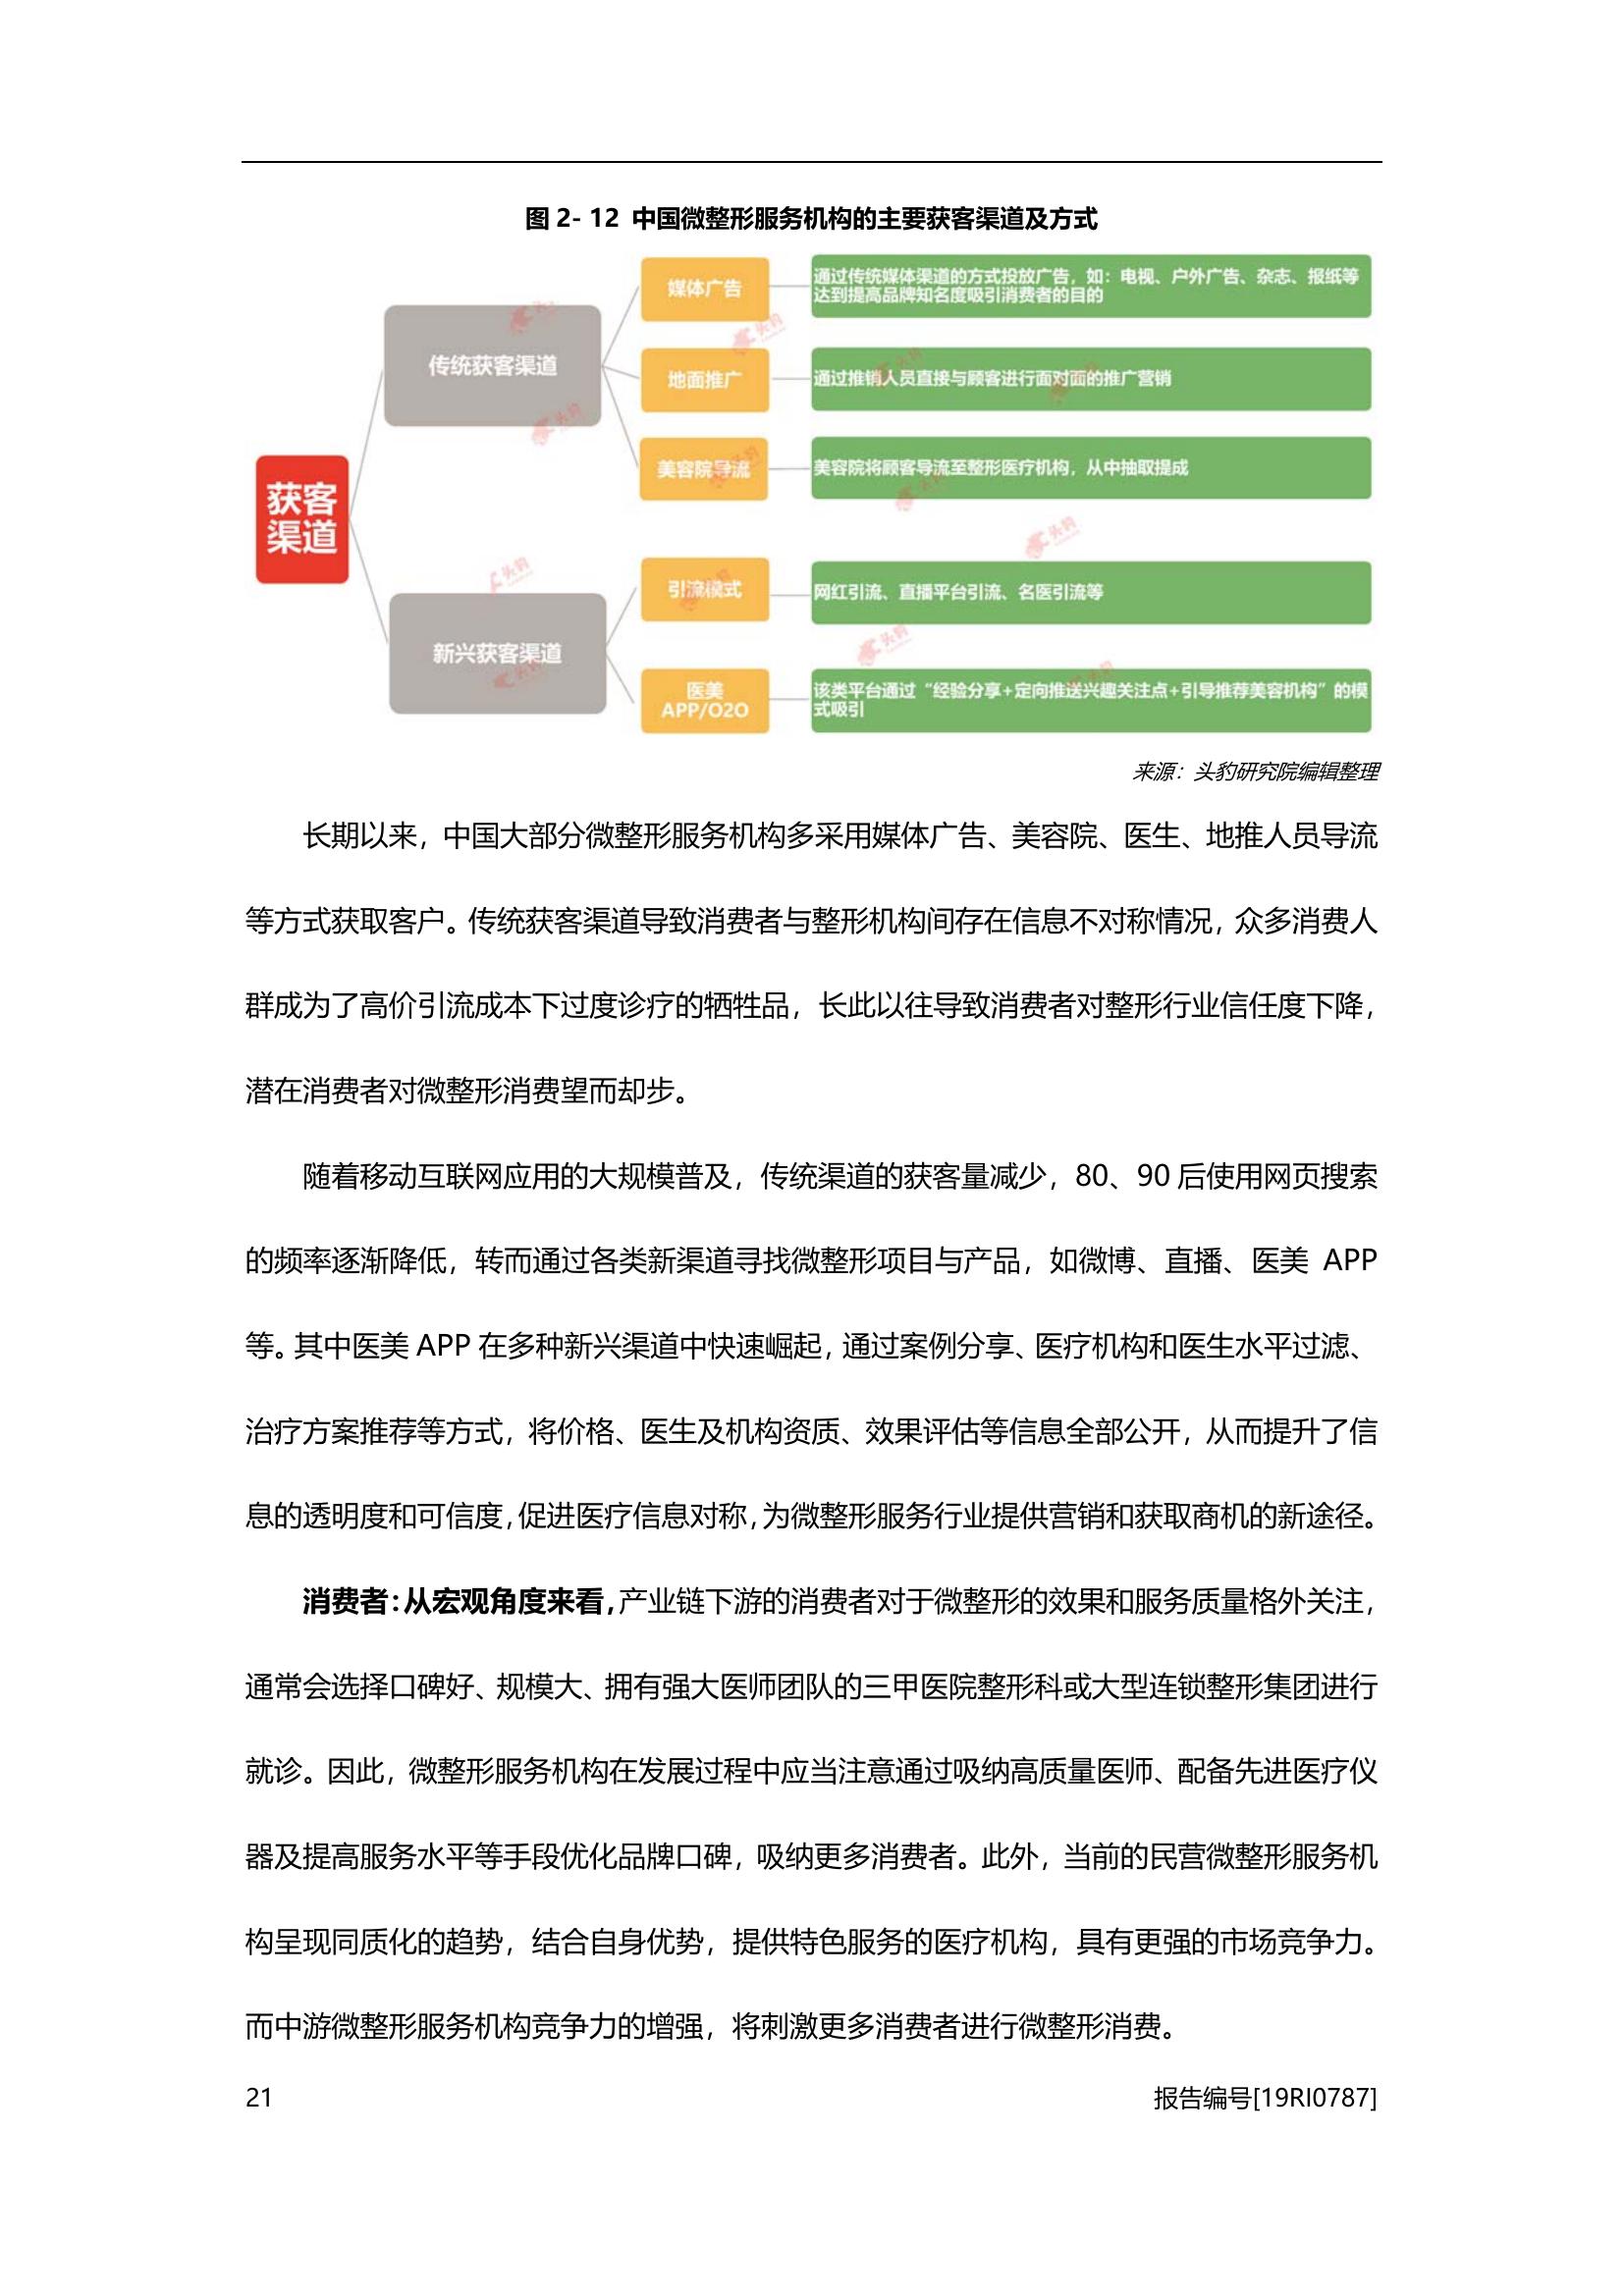 图 2- 12 中国微整形服务机构的主要获客渠道及方式
获客
渠道
传统获客渠道
媒体广告
通过传统媒体渠道的方式投放广告，如：电视、户外广告、杂志、报纸等
达到提高品牌知名度吸引消费者的目的
地面推广
通过推销人员直接与顾客进行面对面的推广营销
美容院导流
美容院将顾客导流至整形医疗机构，从中抽取提成
新兴获客渠道
引流模式
网红引流、直播平台引流、名医引流等
医美
APP/O2O
该类平台通过“经验分享+定向推送兴趣关注点+引导推荐美容机构”的模
式吸引
来源：头豹研究院编辑整理
长期以来，中国大部分微整形服务机构多采用媒体广告、美容院、医生、地推人员导流
等方式获取客户。传统获客渠道导致消费者与整形机构间存在信息不对称情况，众多消费人
群成为了高价引流成本下过度诊疗的牺牲品，长此以往导致消费者对整形行业信任度下降，
潜在消费者对微整形消费望而却步。
随着移动互联网应用的大规模普及，传统渠道的获客量减少，80、90 后使用网页搜索
的频率逐渐降低，转而通过各类新渠道寻找微整形项目与产品，如微博、直播、医美 APP
等。其中医美 APP 在多种新兴渠道中快速崛起，通过案例分享、医疗机构和医生水平过滤、
治疗方案推荐等方式，将价格、医生及机构资质、效果评估等信息全部公开，从而提升了信
息的透明度和可信度，促进医疗信息对称，为微整形服务行业提供营销和获取商机的新途径。
消费者：从宏观角度来看，产业链下游的消费者对于微整形的效果和服务质量格外关注，
通常会选择口碑好、规模大、拥有强大医师团队的三甲医院整形科或大型连锁整形集团进行
就诊。因此，微整形服务机构在发展过程中应当注意通过吸纳高质量医师、配备先进医疗仪
器及提高服务水平等手段优化品牌口碑，吸纳更多消费者。此外，当前的民营微整形服务机
构呈现同质化的趋势，结合自身优势，提供特色服务的医疗机构，具有更强的市场竞争力。
而中游微整形服务机构竞争力的增强，将刺激更多消费者进行微整形消费。
21
报告编号[19RI0787]